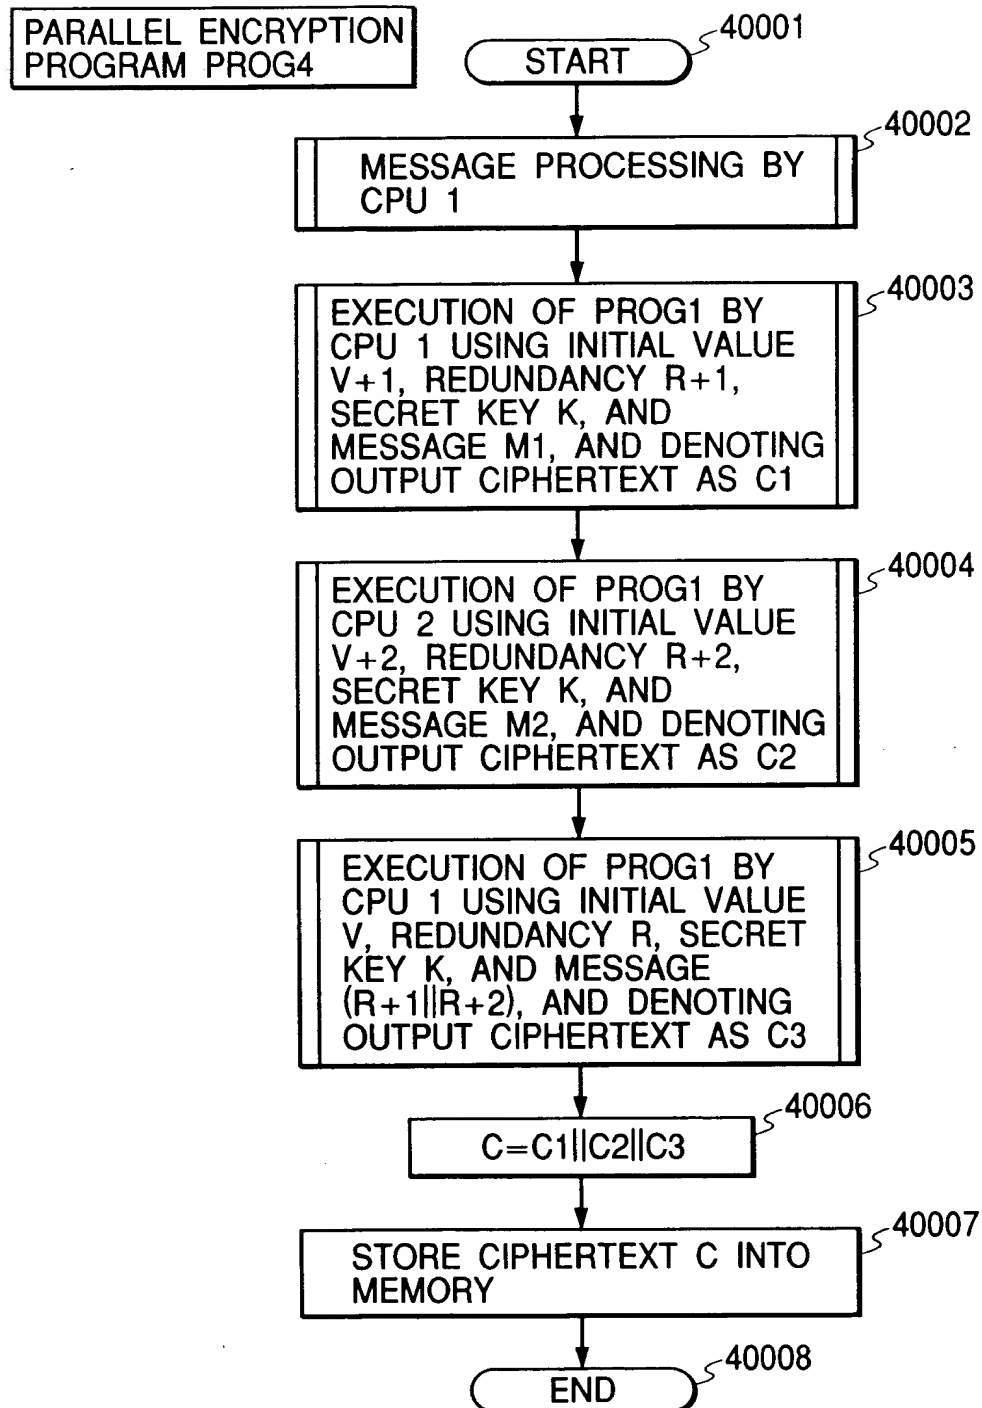 PARALLEL ENCRYPTION
PROGRAM PROG4
START
40001
MESSAGE PROCESSING BY
CPU 1
40002
EXECUTION OF PROG1 BY
CPU 1 USING INITIAL VALUE
V+1, REDUNDANCY R+1,
SECRET KEY K, AND
MESSAGE M1, AND DENOTING
OUTPUT CIPHERTEXT AS C1
40003
EXECUTION OF PROG1 BY
CPU 2 USING INITIAL VALUE
V+2, REDUNDANCY R+2,
SECRET KEY K, AND
MESSAGE M2, AND DENOTING
OUTPUT CIPHERTEXT AS C2
40004
EXECUTION OF PROG1 BY
CPU 1 USING INITIAL VALUE
V, REDUNDANCY R, SECRET
KEY K, AND MESSAGE
(R+1||R+2), AND DENOTING
OUTPUT CIPHERTEXT AS C3
40005
C=C1||C2||C3
40006
STORE CIPHERTEXT C INTO
MEMORY
40007
END
40008